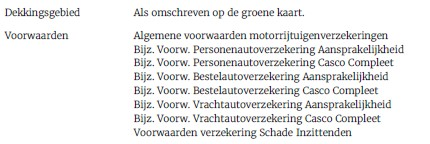 Dekkingsgebied Als omschreven op de groene kaart.
Voorwaarden Algemene voorwaarden motorrijtuigenverzekeringen
Bijz. Voorw. Personenautoverzekering Aansprakelijkheid
Bijz. Voorw. Personenautoverzekering Casco Compleet
Bijz. Voorw. Bestelautoverzekering Aansprakelijkheid
Bijz. Voorw. Bestelautoverzekering Casco Compleet
Bijz. Voorw. Vrachtautoverzekering Aansprakelijkheid
Bijz. Voorw. Vrachtautoverzekering Casco Compleet
Voorwaarden verzekering Schade Inzittenden